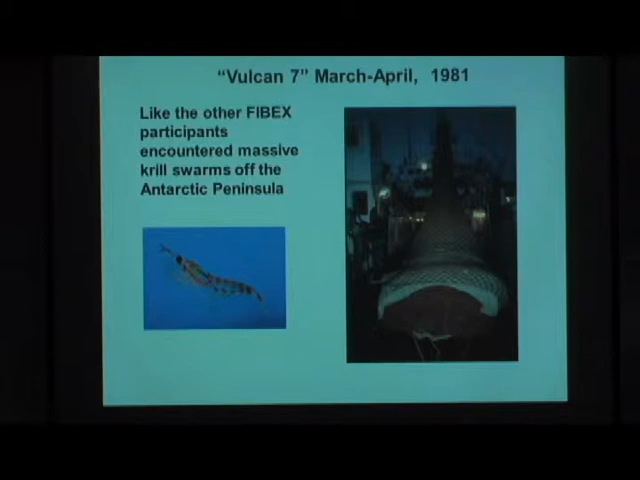 “Vulcan 7” March-April, 1981
Like the other FIBEX
participants
encountered massive
krill swarms off the
Antarctic Peninsula